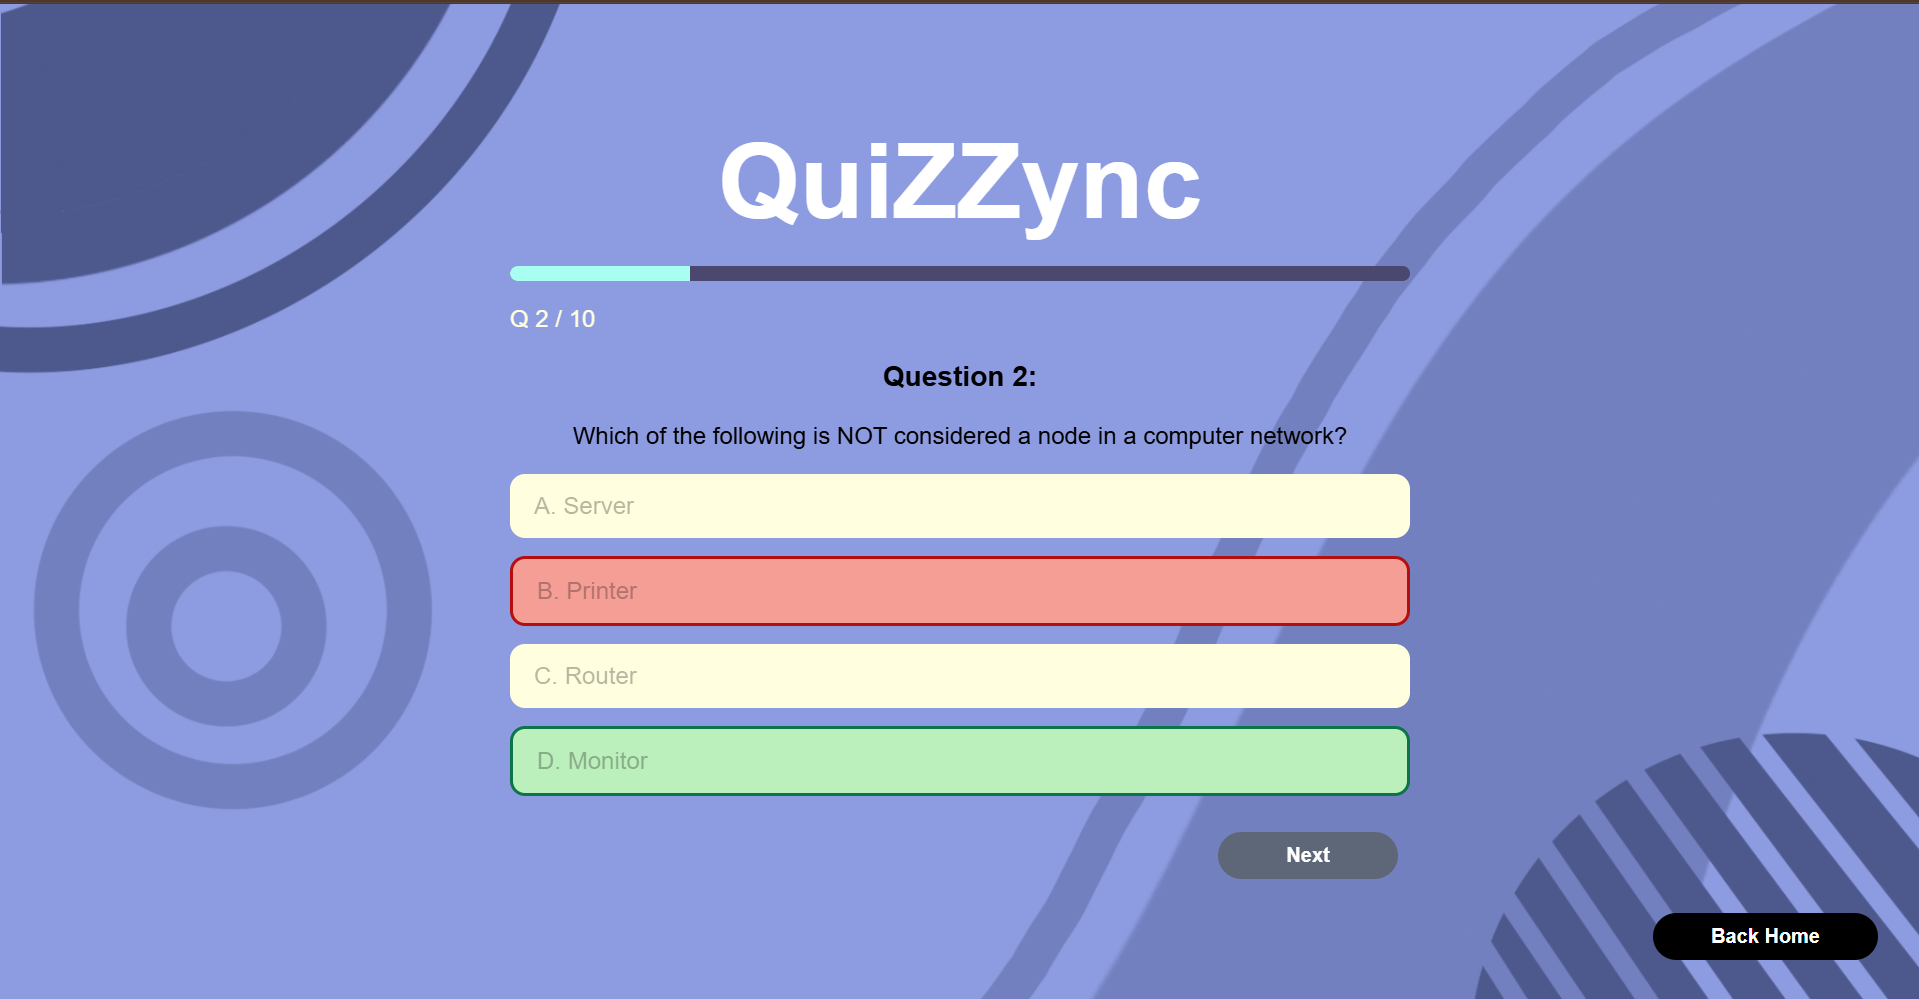 QuiZZync
Q 2 / 10
Question 2:
Which of the following is NOT considered a node in a computer network?
A. Server
B. Printer
C. Router
D. Monitor
Next
Back Home